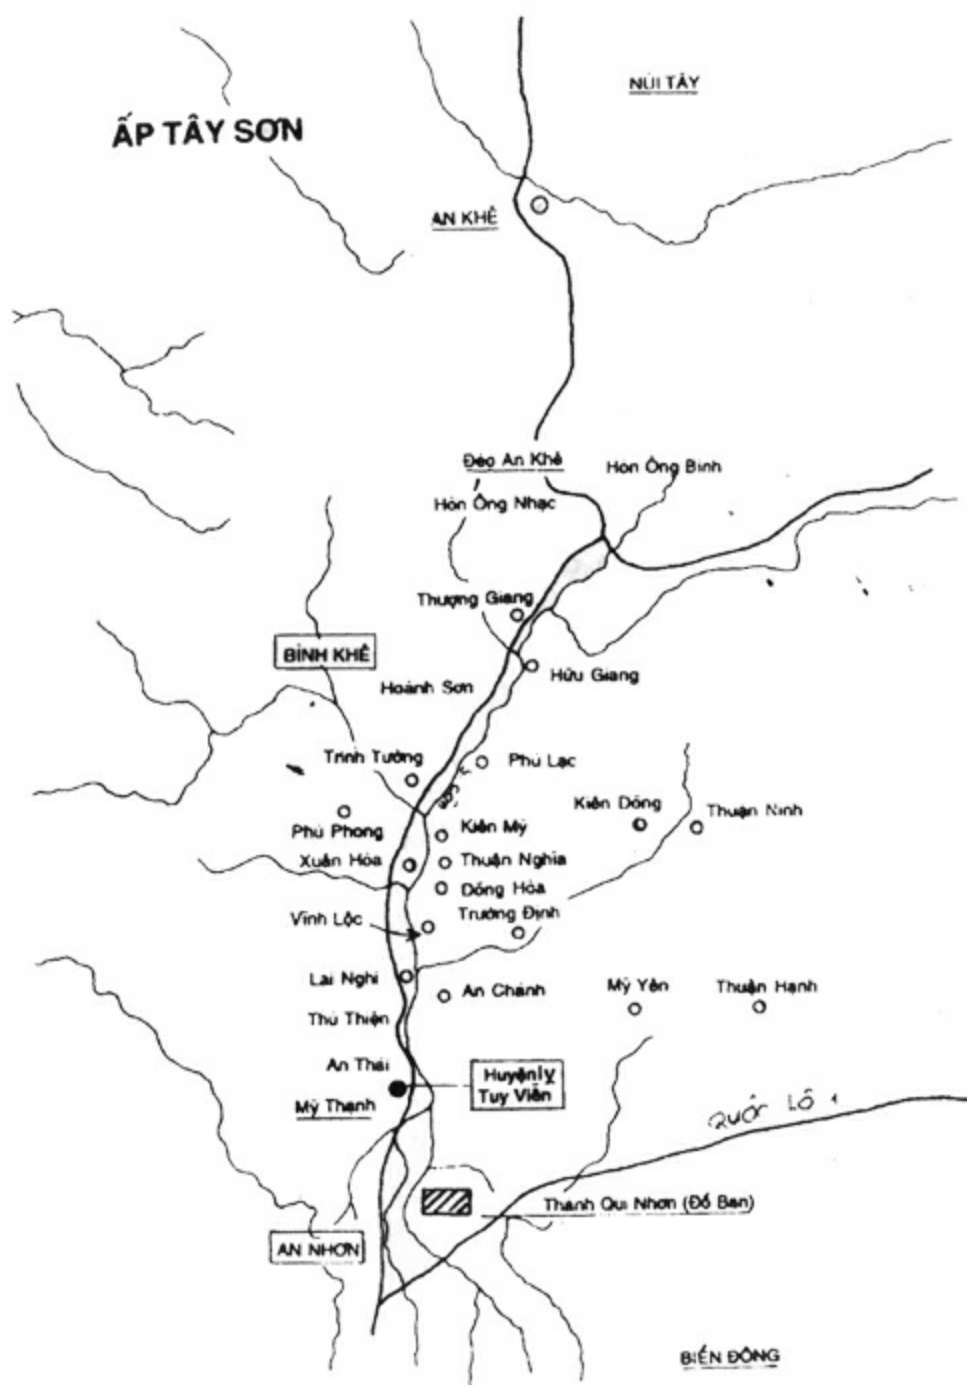 NÚI TÂY
ẤP TÂY SƠN
AN KHÊ
Đèo An Khê
Hòn Ông Bình
Hòn Ông Nhạc
Thượng Giang
BÌNH KHÊ
Hữu Giang
Hoành Sơn
Trinh Tường
Phú Lạc
Kiên Dõng
Thuận Ninh
Phú Phong
Kiên Mỹ
Xuân Hòa
Thuận Nghĩa
Dõng Hòa
Vĩnh Lộc
Trường Định
Lai Nghi
An Chánh
Mỹ Yên
Thuận Hạnh
Thủ Thiện
An Thái
Huyện lỵ
Tuy Viễn
Mỹ Thạnh
QUỐC LỘ 1
Thành Qui Nhơn (Đồ Bàn)
AN NHƠN
BIỂN ĐÔNG